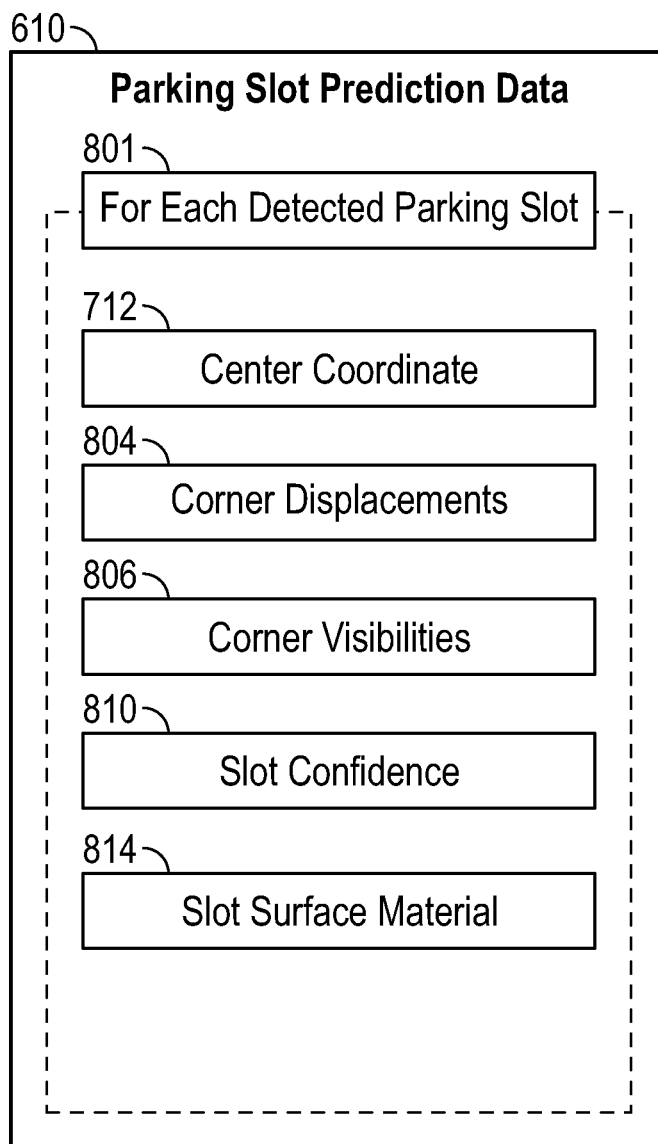 610
Parking Slot Prediction Data
801
For Each Detected Parking Slot
712
Center Coordinate
804
Corner Displacements
806
Corner Visibilities
810
Slot Confidence
814
Slot Surface Material